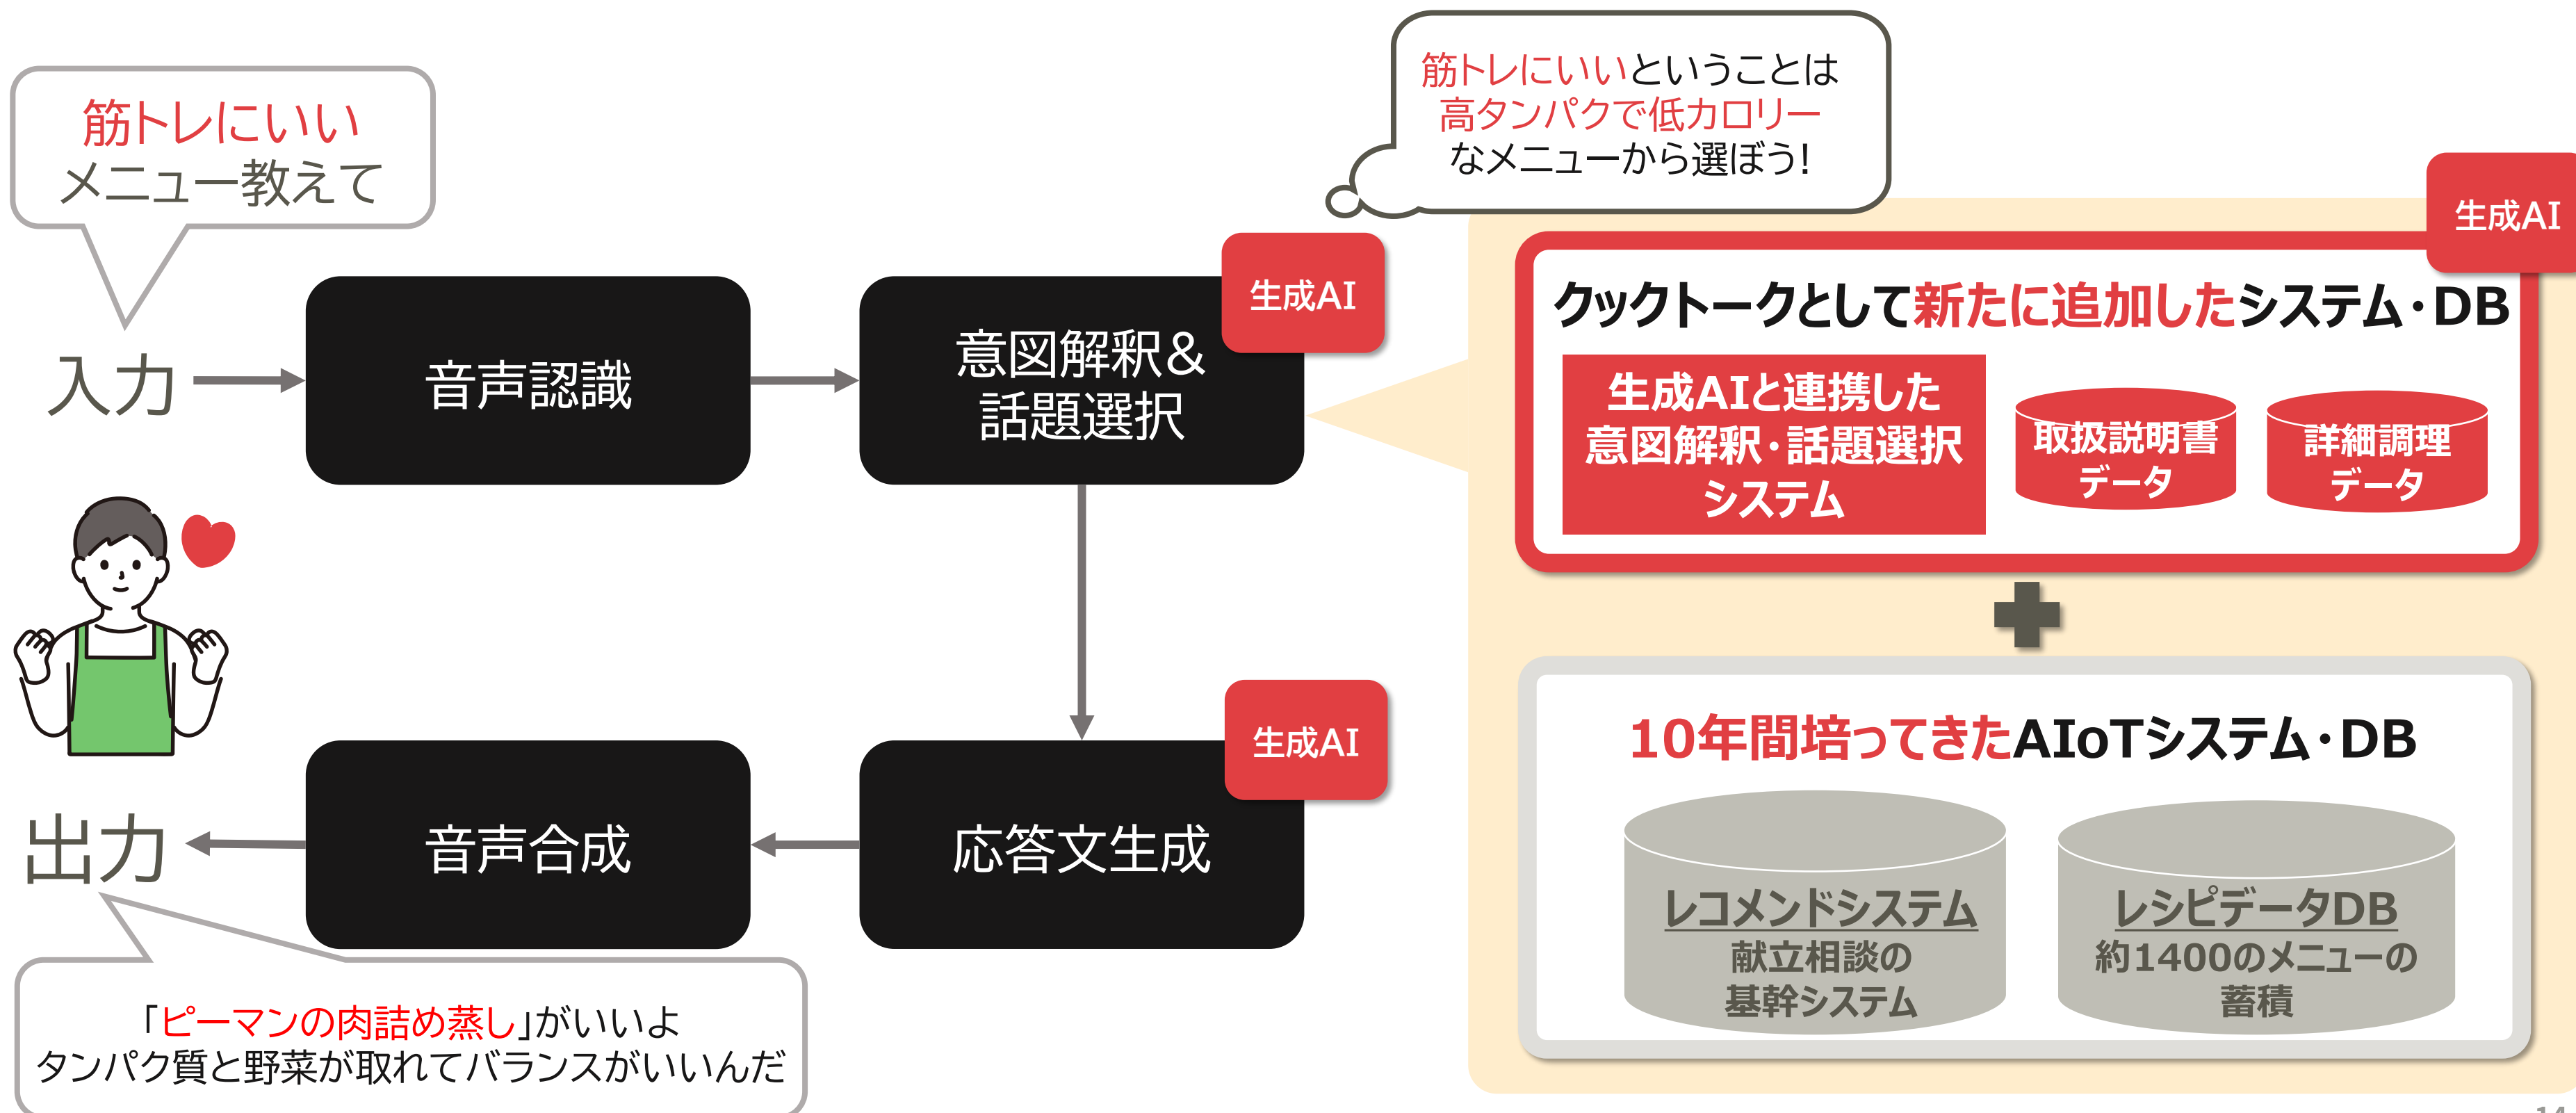 筋トレにいい
メニュー教えて
入力
音声認識
意図解釈&
話題選択
生成AI
筋トレにいいということは
高タンパクで低カロリー
なメニューから選ぼう!
生成AI
クックトークとして新たに追加したシステム・DB
生成AIと連携した
意図解釈・話題選択
システム
取扱説明書
データ
詳細調理
データ
10年間培ってきたAIoTシステム・DB
レコメンドシステム
献立相談の
基幹システム
レシピデータDB
約1400のメニューの
蓄積
生成AI
応答文生成
音声合成
出力
「ピーマンの肉詰め蒸し」がいいよ
タンパク質と野菜が取れてバランスがいいんだ